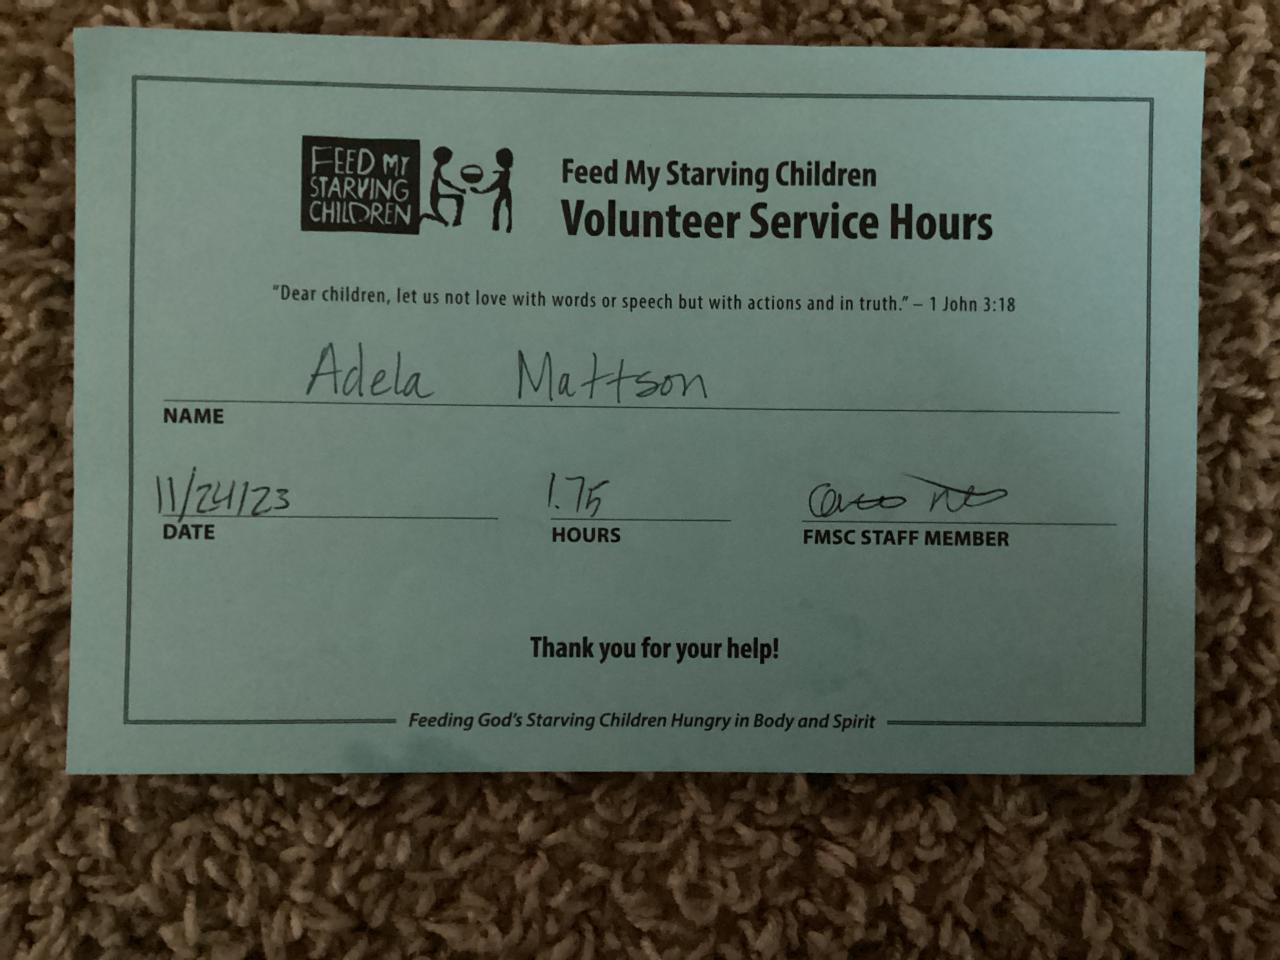 FEED MY
STARVING
CHILDREN
Feed My Starving Children
Volunteer Service Hours
"Dear children, let us not love with words or speech but with actions and in truth." – 1 John 3:18
Adela Mattson
NAME
11/24/23 1.75
DATE HOURS FMSC STAFF MEMBER
Thank you for your help!
Feeding God's Starving Children Hungry in Body and Spirit